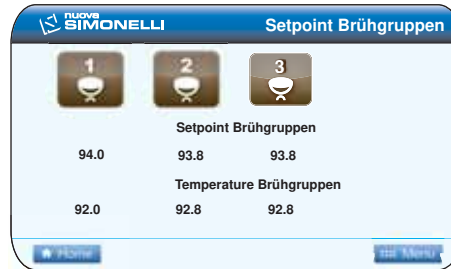 nuova
SIMONELLI
Setpoint Brühgruppen
1 2 3
Setpoint Brühgruppen
94.0 93.8 93.8
Temperature Brühgruppen
92.0 92.8 92.8
Home Menu